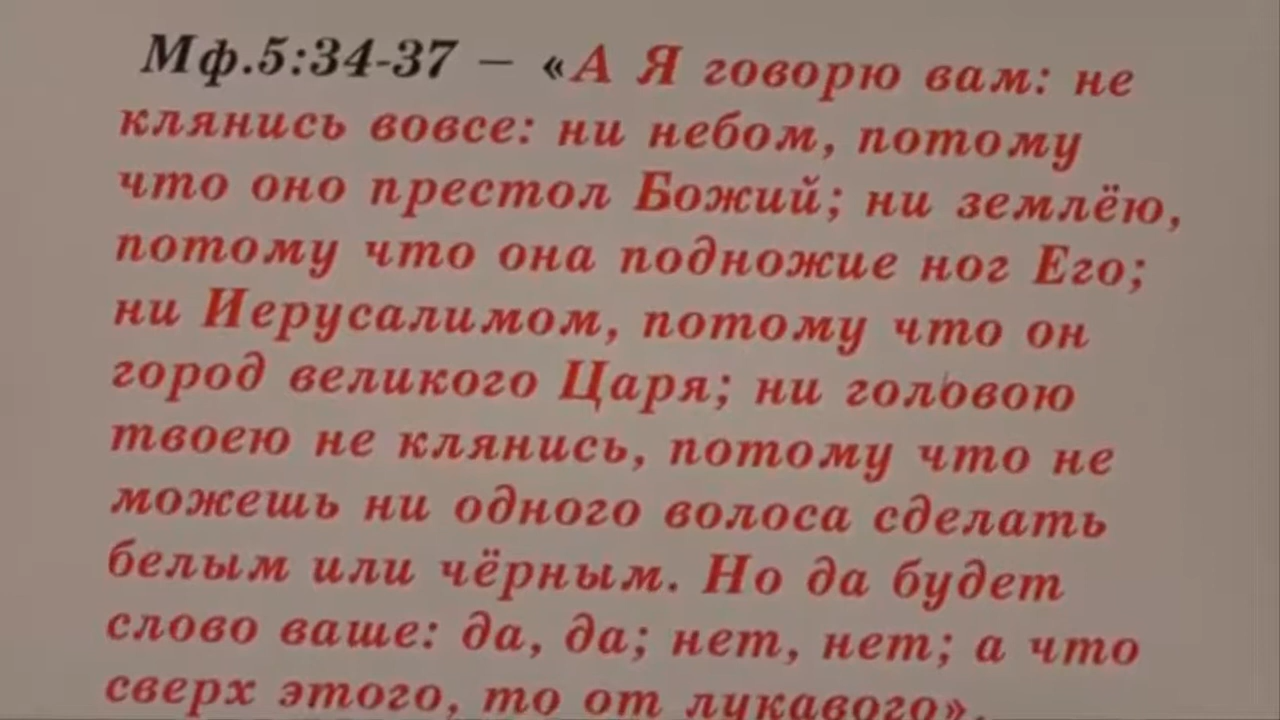 Мф.5:34-37 – «А Я говорю вам: не
клянись вовсе: ни небом, потому
что оно престол Божий; ни землёю,
потому что она подножие ног Его;
ни Иерусалимом, потому что он
город великого Царя; ни головою
твоею не клянись, потому что не
можешь ни одного волоса сделать
белым или чёрным. Но да будет
слово ваше: да, да; нет, нет; а что
сверх этого, то от лукавого».